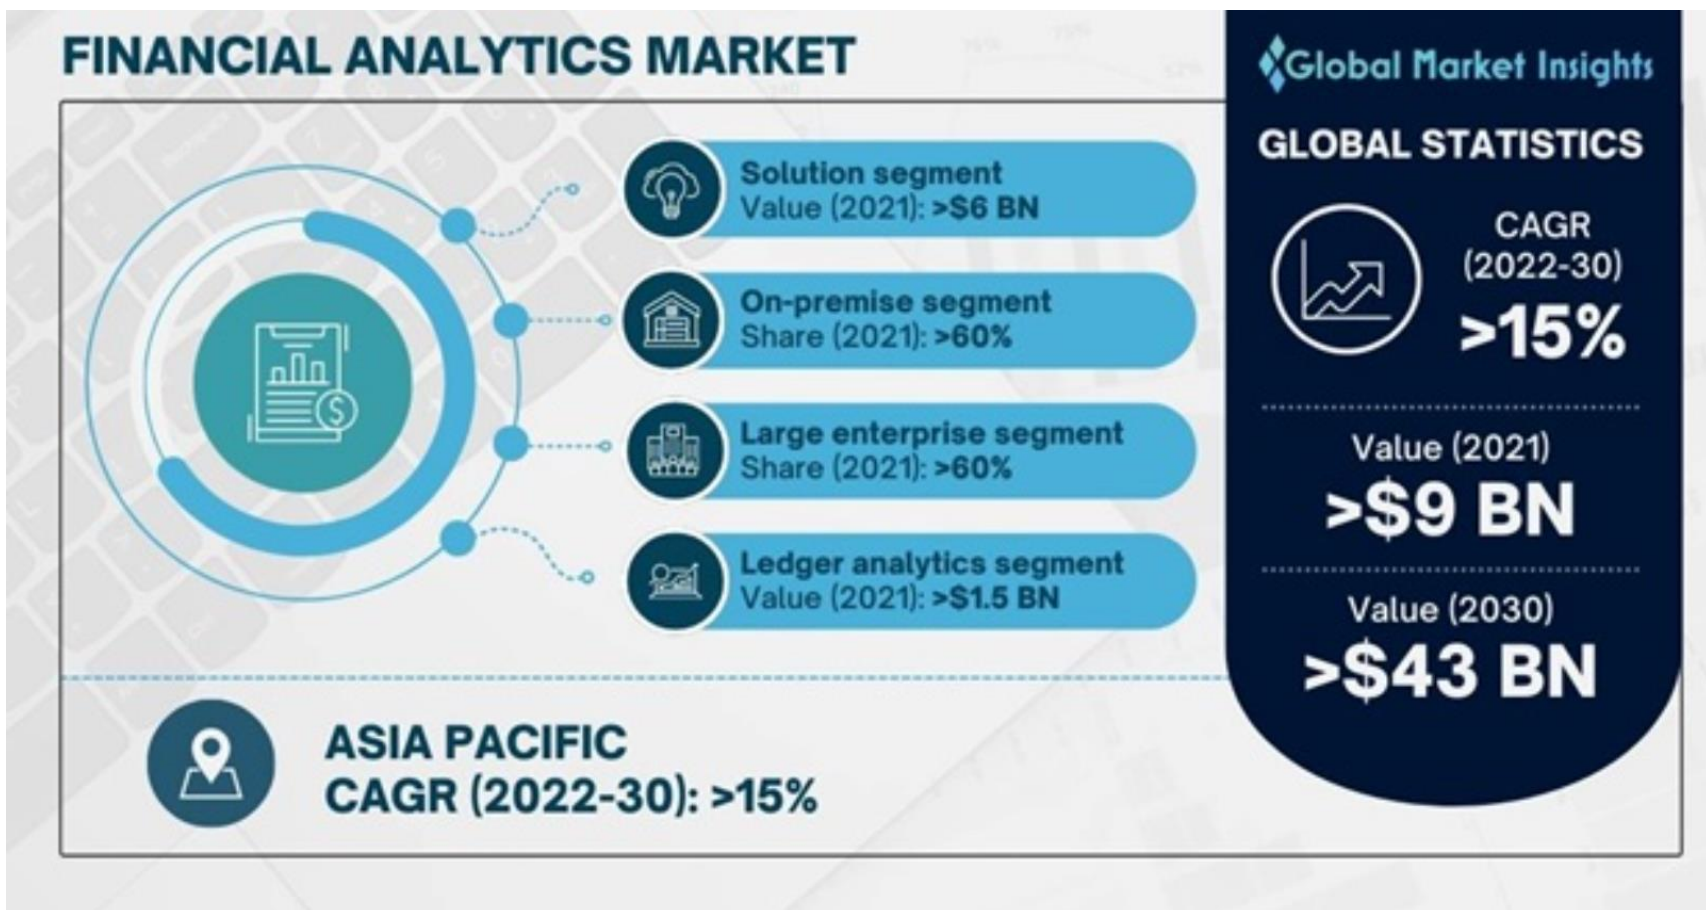 FINANCIAL ANALYTICS MARKET
Solution segment
Value (2021): >$6 BN
On-premise segment
Share (2021): >60%
Large enterprise segment
Share (2021): >60%
Ledger analytics segment
Value (2021): >$1.5 BN
ASIA PACIFIC
CAGR (2022-30): >15%
Global Market Insights
GLOBAL STATISTICS
CAGR
(2022-30)
>15%
Value (2021)
>$9 BN
Value (2030)
>$43 BN